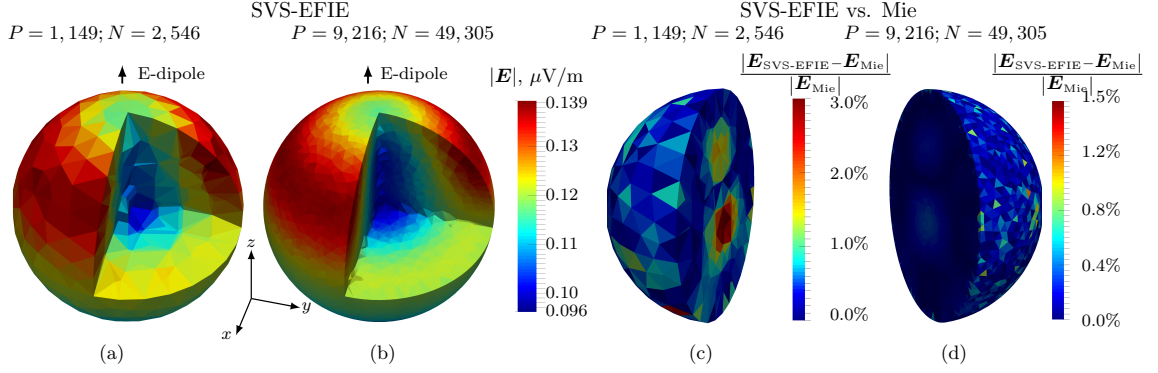 SVS-EFIE
SVS-EFIE vs. Mie
P = 1, 149; N = 2, 546
P = 9, 216; N = 49, 305
P = 1, 149; N = 2, 546
P = 9, 216; N = 49, 305
E-dipole
E-dipole
|E|, μV/m
0.139
0.13
0.12
0.11
0.10
0.096
|E_SVS-EFIE−E_Mie|
|E_Mie|
3.0%
2.0%
1.0%
0.0%
|E_SVS-EFIE−E_Mie|
|E_Mie|
1.5%
1.2%
0.8%
0.4%
0.0%
z
y
x
(a)
(b)
(c)
(d)